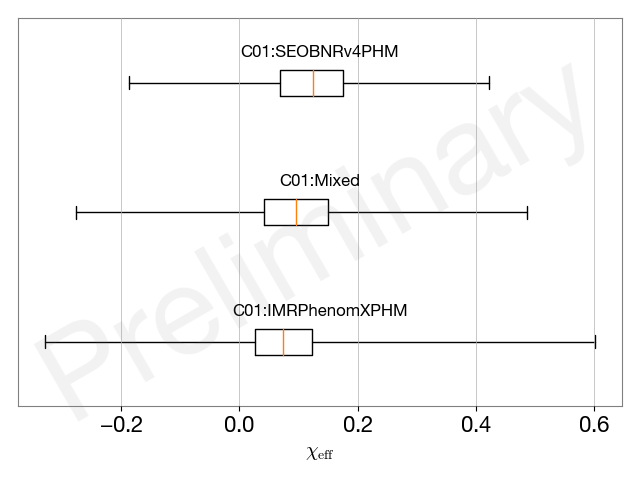 C01:SEOBNRv4PHM
C01:Mixed
C01:IMRPhenomXPHM
−0.2 0.0 0.2 0.4 0.6
χeff
Preliminary